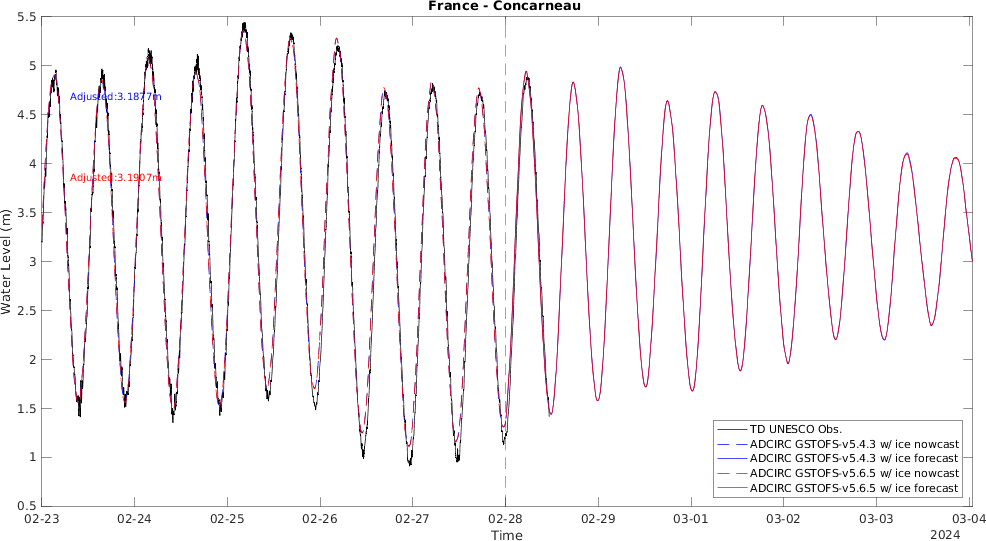 France - Concarneau
5.5
5
4.5
4
3.5
3
2.5
2
1.5
1
0.5
Water Level (m)
Adjusted:3.1877m
Adjusted:3.1907m
TD UNESCO Obs.
ADCIRC GSTOFS-v5.4.3 w/ ice nowcast
ADCIRC GSTOFS-v5.4.3 w/ ice forecast
ADCIRC GSTOFS-v5.6.5 w/ ice nowcast
ADCIRC GSTOFS-v5.6.5 w/ ice forecast
02-23 02-24 02-25 02-26 02-27 02-28 02-29 03-01 03-02 03-03 03-04
Time
2024